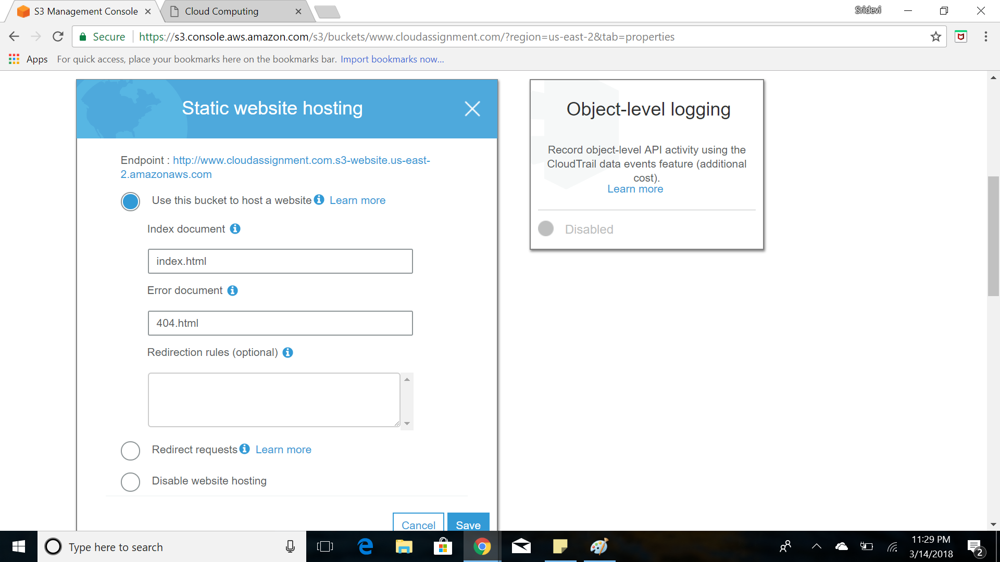 S3 Management Console
Cloud Computing
Sridevi
Secure
https://s3.console.aws.amazon.com/s3/buckets/www.cloudassignment.com/?region=us-east-2&tab=properties
Apps
For quick access, place your bookmarks here on the bookmarks bar. Import bookmarks now...
Static website hosting
Endpoint : http://www.cloudassignment.com.s3-website.us-east-
2.amazonaws.com
Use this bucket to host a website Learn more
Index document
index.html
Error document
404.html
Redirection rules (optional)
Redirect requests Learn more
Disable website hosting
Cancel
Save
Object-level logging
Record object-level API activity using the
CloudTrail data events feature (additional
cost).
Learn more
Disabled
Type here to search
11:29 PM
3/14/2018
2